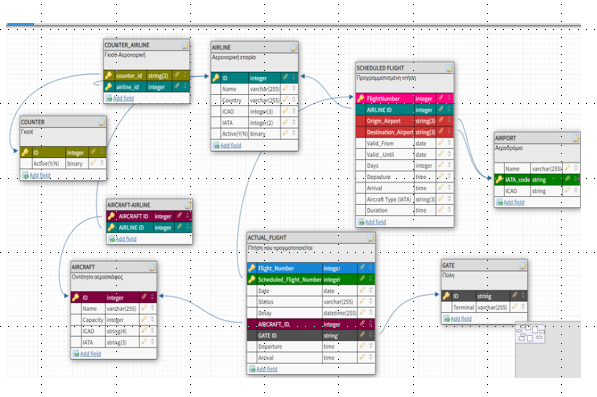 COUNTER_AIRLINE
Γκισέ Αεροπορική
counter_id string(2)
airline_id integer
Add field
AIRLINE
Αεροπορική εταιρία
ID integer
Name varchar(255)
Country varchar(255)
ICAO integer(3)
IATA integer(2)
Active(Y/N) binary
Add field
SCHEDULED FLIGHT
Προγραμματισμένη πτήση
FlightNumber integer
AIRLINE ID integer
Origin_Airport string(3)
Destination_Airport string(3)
Valid_From date
Valid_Until date
Days integer
Departure time
Arrival time
Aircraft Type (IATA) string(3)
Duration time
Add field
COUNTER
Γκισέ
ID integer
Active(Y/N) binary
Add field
AIRPORT
Αεροδρόμιο
Name varchar(255)
IATA_code string
ICAO string
Add field
AIRCRAFT-AIRLINE
AIRCRAFT ID integer
AIRLINE ID integer
Add field
ACTUAL_FLIGHT
Πτήση που πραγματοποιείται
Flight_Number integer
Scheduled_Flight_Number integer
Date date
Status varchar(255)
Delay datetime(255)
AIRCRAFT_ID integer
GATE ID string
Departure time
Arrival time
Add field
AIRCRAFT
Οντότητα αεροσκάφος
ID integer
Name varchar(255)
Capacity integer
ICAO string(4)
IATA string(3)
Add field
GATE
Πύλη
ID string
Terminal varchar(255)
Add field